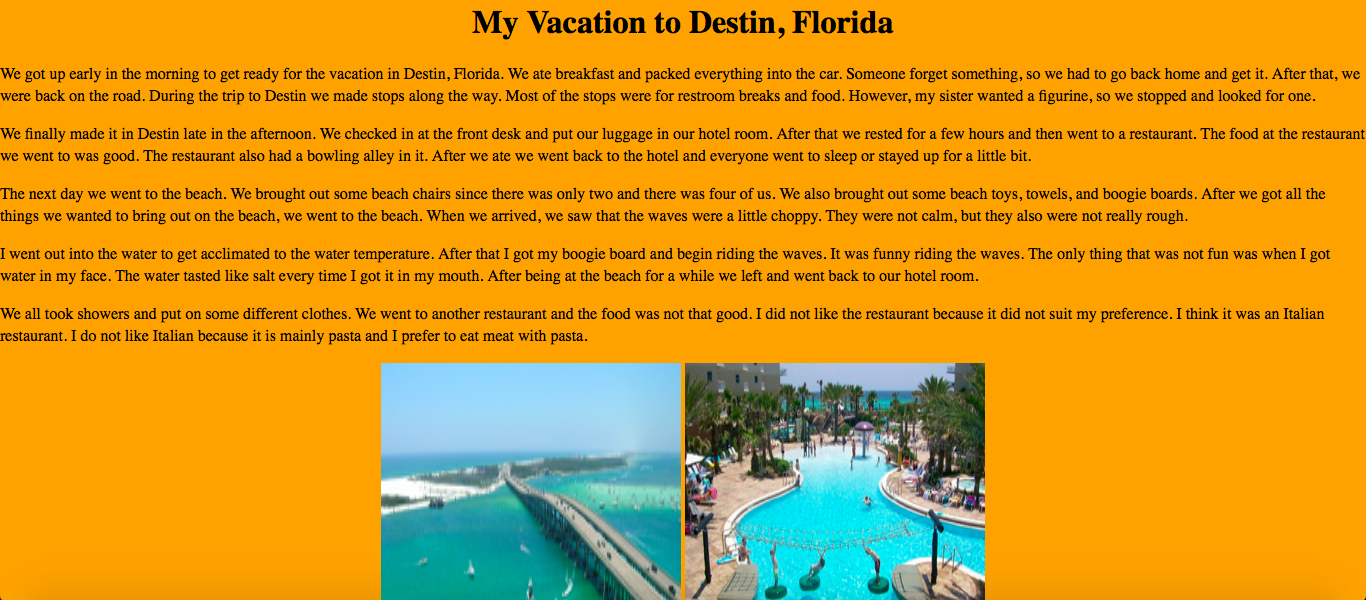 My Vacation to Destin, Florida
We got up early in the morning to get ready for the vacation in Destin, Florida. We ate breakfast and packed everything into the car. Someone forget something, so we had to go back home and get it. After that, we
were back on the road. During the trip to Destin we made stops along the way. Most of the stops were for restroom breaks and food. However, my sister wanted a figurine, so we stopped and looked for one.
We finally made it in Destin late in the afternoon. We checked in at the front desk and put our luggage in our hotel room. After that we rested for a few hours and then went to a restaurant. The food at the restaurant
we went to was good. The restaurant also had a bowling alley in it. After we ate we went back to the hotel and everyone went to sleep or stayed up for a little bit.
The next day we went to the beach. We brought out some beach chairs since there was only two and there was four of us. We also brought out some beach toys, towels, and boogie boards. After we got all the
things we wanted to bring out on the beach, we went to the beach. When we arrived, we saw that the waves were a little choppy. They were not calm, but they also were not really rough.
I went out into the water to get acclimated to the water temperature. After that I got my boogie board and begin riding the waves. It was funny riding the waves. The only thing that was not fun was when I got
water in my face. The water tasted like salt every time I got it in my mouth. After being at the beach for a while we left and went back to our hotel room.
We all took showers and put on some different clothes. We went to another restaurant and the food was not that good. I did not like the restaurant because it did not suit my preference. I think it was an Italian
restaurant. I do not like Italian because it is mainly pasta and I prefer to eat meat with pasta.